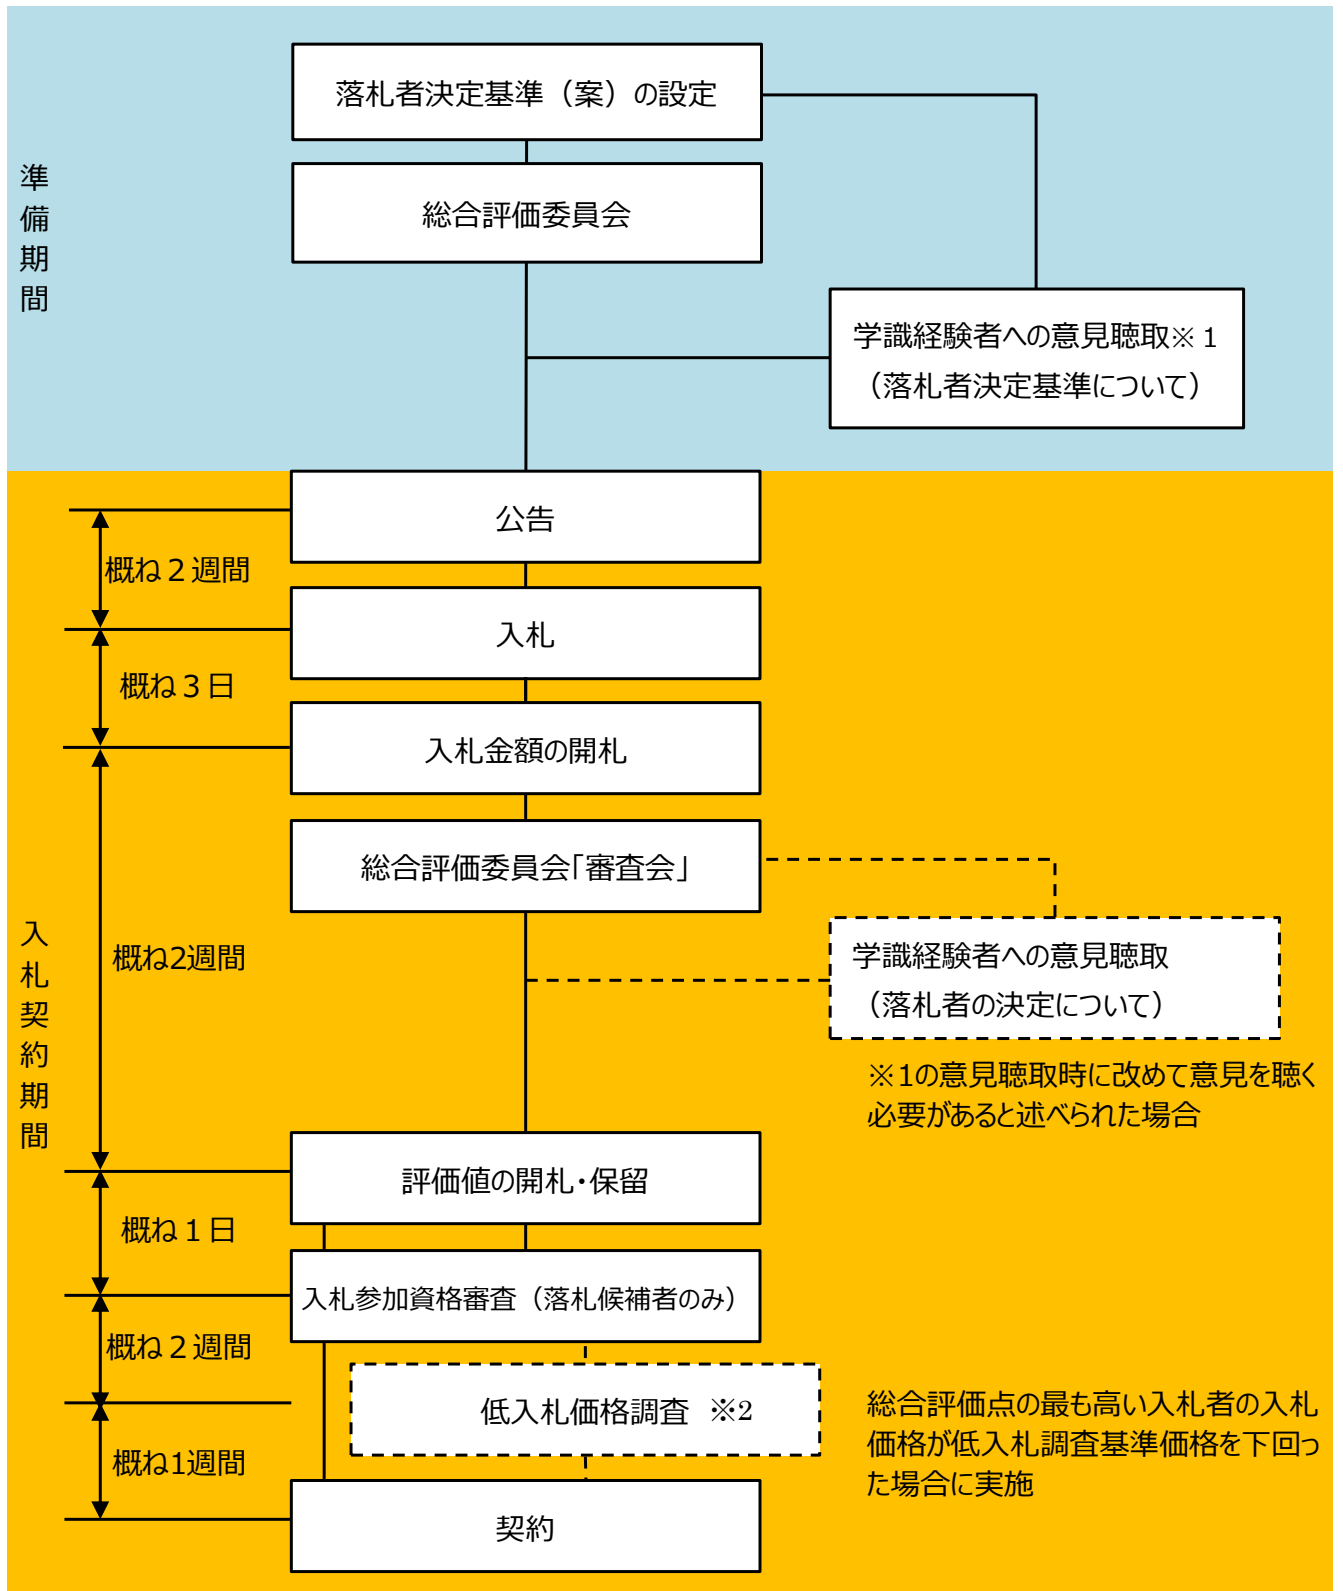 落札者決定基準（案）の設定
総合評価委員会
準備期間
学識経験者への意見聴取※１
（落札者決定基準について）
公告
概ね２週間
入札
概ね３日
入札金額の開札
総合評価委員会「審査会」
入札契約期間
概ね2週間
学識経験者への意見聴取
（落札者の決定について）
※1の意見聴取時に改めて意見を聴く
必要があると述べられた場合
評価値の開札・保留
概ね１日
入札参加資格審査（落札候補者のみ）
概ね２週間
低入札価格調査　※2
総合評価点の最も高い入札者の入札
価格が低入札調査基準価格を下回っ
た場合に実施
概ね1週間
契約